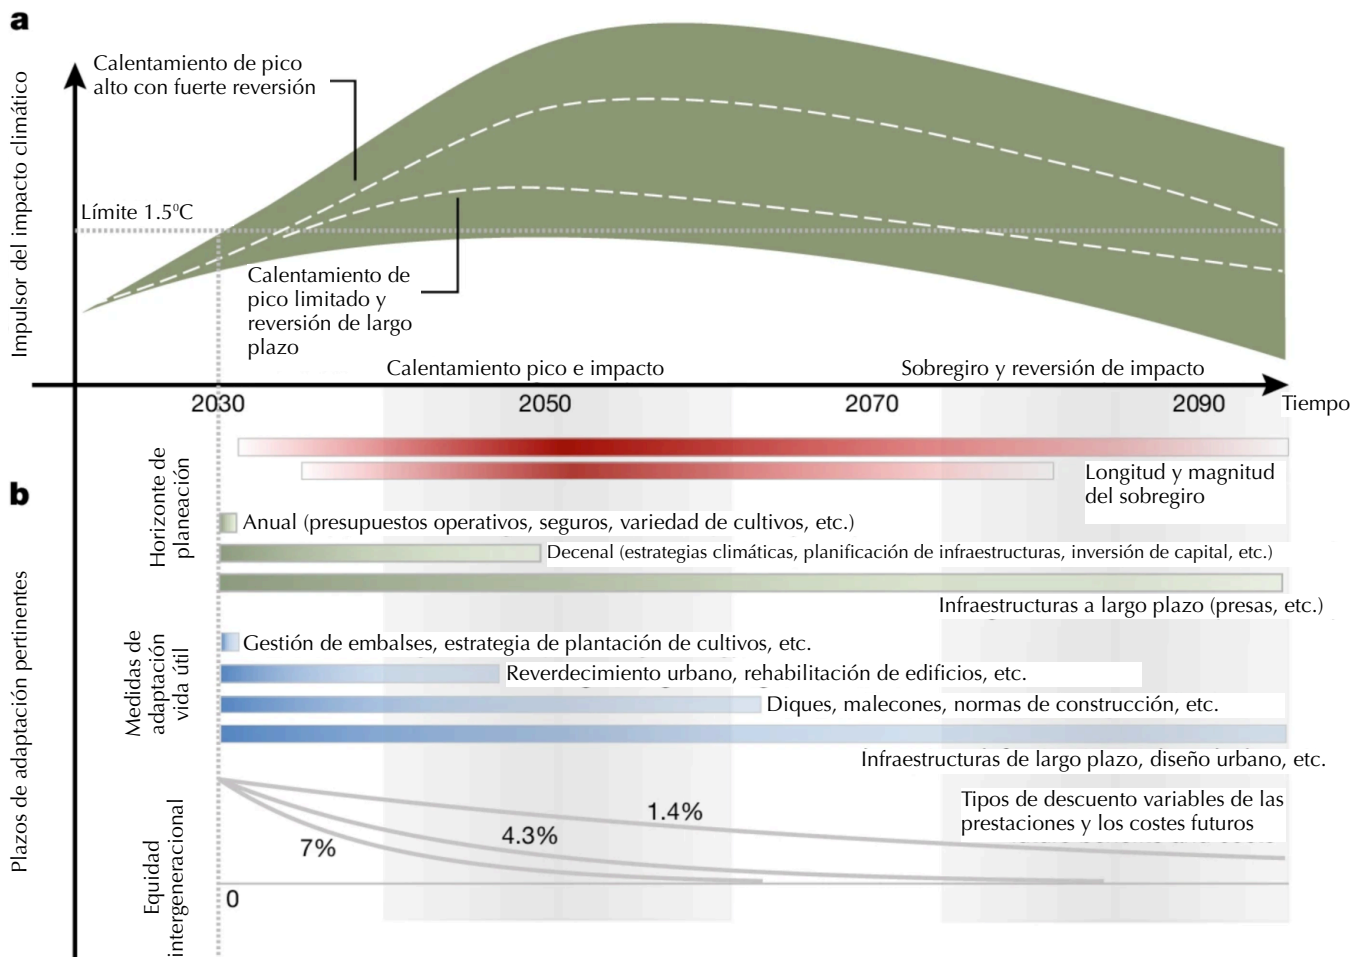 a
Impulsor del impacto climático
Calentamiento de pico
alto con fuerte reversión
Límite 1.5⁰C
Calentamiento de
pico limitado y
reversión de largo
plazo
Calentamiento pico e impacto
Sobregiro y reversión de impacto
2030
2050
2070
2090
Tiempo
b
Plazos de adaptación pertinentes
Horizonte de
planeación
Longitud y magnitud
del sobregiro
Anual (presupuestos operativos, seguros, variedad de cultivos, etc.)
Decenal (estrategias climáticas, planificación de infraestructuras, inversión de capital, etc.)
Infraestructuras a largo plazo (presas, etc.)
Medidas de
adaptación
vida útil
Gestión de embalses, estrategia de plantación de cultivos, etc.
Reverdecimiento urbano, rehabilitación de edificios, etc.
Diques, malecones, normas de construcción, etc.
Infraestructuras de largo plazo, diseño urbano, etc.
Equidad
intergeneracional
Tipos de descuento variables de las
prestaciones y los costes futuros
1.4%
4.3%
7%
0